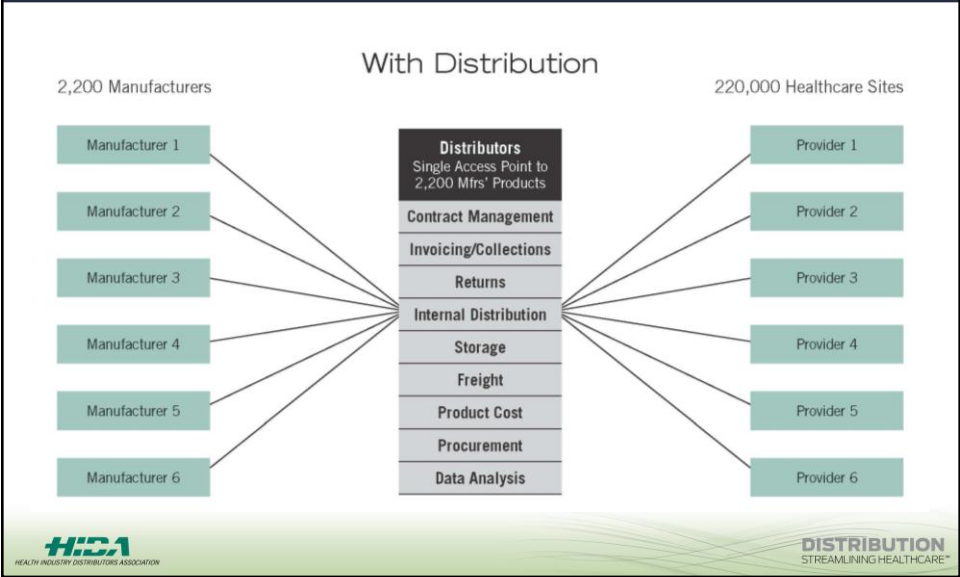 With Distribution
2,200 Manufacturers
220,000 Healthcare Sites
Manufacturer 1
Manufacturer 2
Manufacturer 3
Manufacturer 4
Manufacturer 5
Manufacturer 6
Distributors
Single Access Point to
2,200 Mfrs' Products
Contract Management
Invoicing/Collections
Returns
Internal Distribution
Storage
Freight
Product Cost
Procurement
Data Analysis
Provider 1
Provider 2
Provider 3
Provider 4
Provider 5
Provider 6
HIDA
HEALTH INDUSTRY DISTRIBUTORS ASSOCIATION
DISTRIBUTION
STREAMLINING HEALTHCARE™